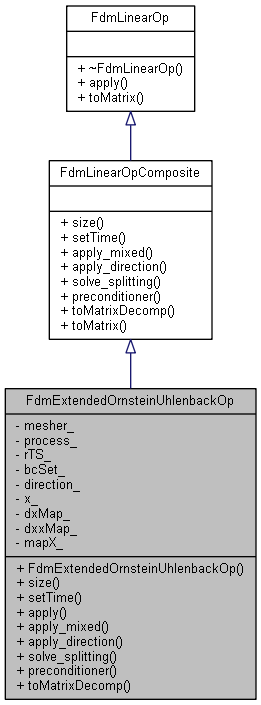 FdmLinearOp
+ ~FdmLinearOp()
+ apply()
+ toMatrix()
FdmLinearOpComposite
+ size()
+ setTime()
+ apply_mixed()
+ apply_direction()
+ solve_splitting()
+ preconditioner()
+ toMatrixDecomp()
+ toMatrix()
FdmExtendedOrnsteinUhlenbackOp
- mesher_
- process_
- rTS_
- bcSet_
- direction_
- x_
- dxMap_
- dxxMap_
- mapX_
+ FdmExtendedOrnsteinUhlenbackOp()
+ size()
+ setTime()
+ apply()
+ apply_mixed()
+ apply_direction()
+ solve_splitting()
+ preconditioner()
+ toMatrixDecomp()